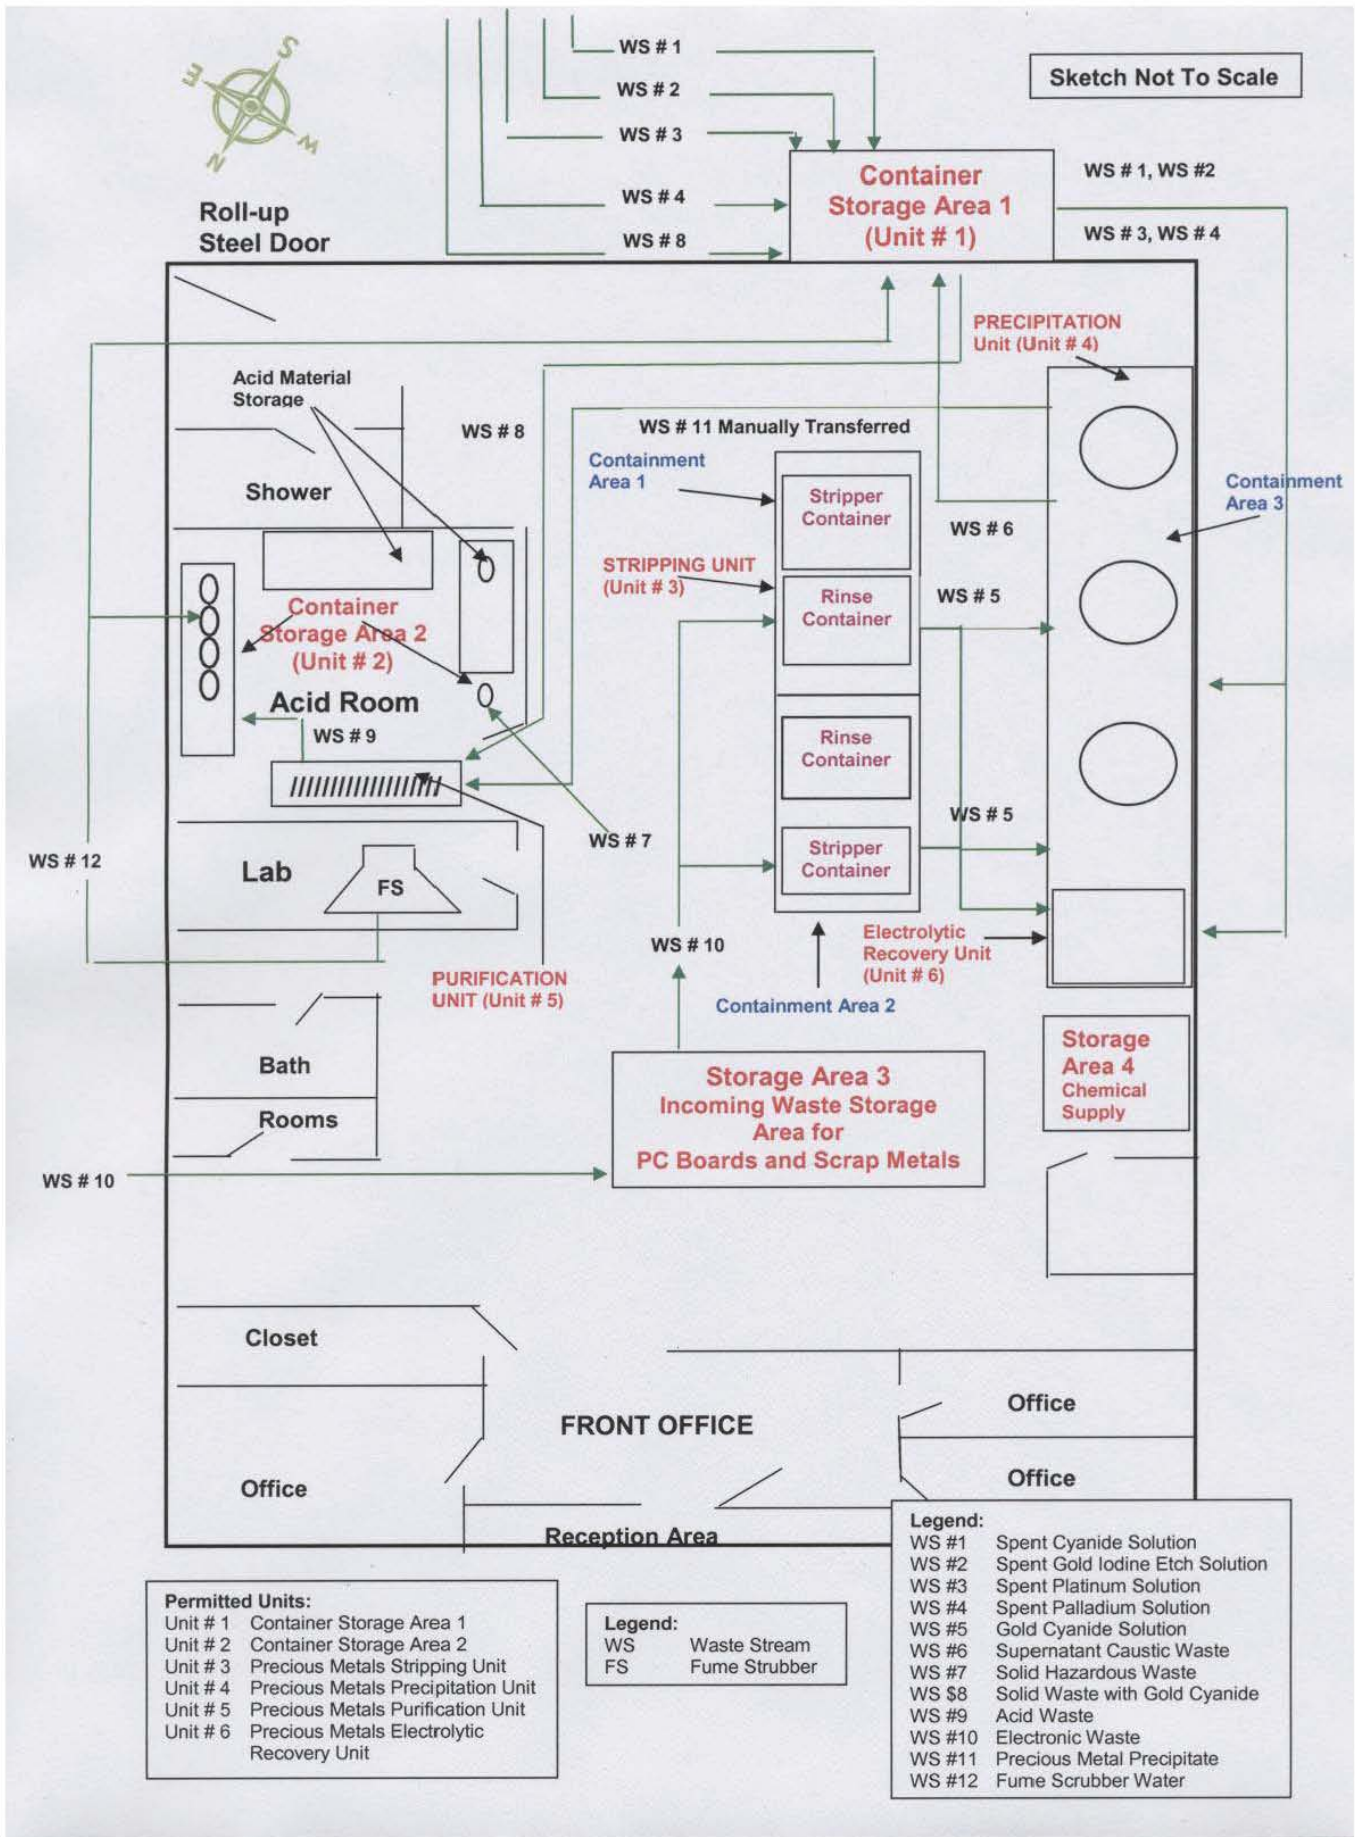 S
E
W
N
WS # 1
WS # 2
WS # 3
WS # 4
WS # 8
Sketch Not To Scale
Container
Storage Area 1
(Unit # 1)
WS # 1, WS #2
WS # 3, WS # 4
Roll-up
Steel Door
PRECIPITATION
Unit (Unit # 4)
Acid Material
Storage
WS # 8
WS # 11 Manually Transferred
Containment
Area 1
Stripper
Container
Containment
Area 3
Shower
WS # 6
STRIPPING UNIT
(Unit # 3)
Rinse
Container
WS # 5
Container
Storage Area 2
(Unit # 2)
Acid Room
WS # 9
Rinse
Container
WS # 7
WS # 5
Stripper
Container
WS # 12
Lab
FS
WS # 10
Electrolytic
Recovery Unit
(Unit # 6)
PURIFICATION
UNIT (Unit # 5)
Containment Area 2
Bath
Rooms
Storage Area 3
Incoming Waste Storage
Area for
PC Boards and Scrap Metals
Storage
Area 4
Chemical
Supply
WS # 10
Closet
FRONT OFFICE
Office
Office
Office
Reception Area
Permitted Units:
Unit # 1 Container Storage Area 1
Unit # 2 Container Storage Area 2
Unit # 3 Precious Metals Stripping Unit
Unit # 4 Precious Metals Precipitation Unit
Unit # 5 Precious Metals Purification Unit
Unit # 6 Precious Metals Electrolytic
Recovery Unit
Legend:
WS Waste Stream
FS Fume Strubber
Legend:
WS #1 Spent Cyanide Solution
WS #2 Spent Gold Iodine Etch Solution
WS #3 Spent Platinum Solution
WS #4 Spent Palladium Solution
WS #5 Gold Cyanide Solution
WS #6 Supernatant Caustic Waste
WS #7 Solid Hazardous Waste
WS $8 Solid Waste with Gold Cyanide
WS #9 Acid Waste
WS #10 Electronic Waste
WS #11 Precious Metal Precipitate
WS #12 Fume Scrubber Water